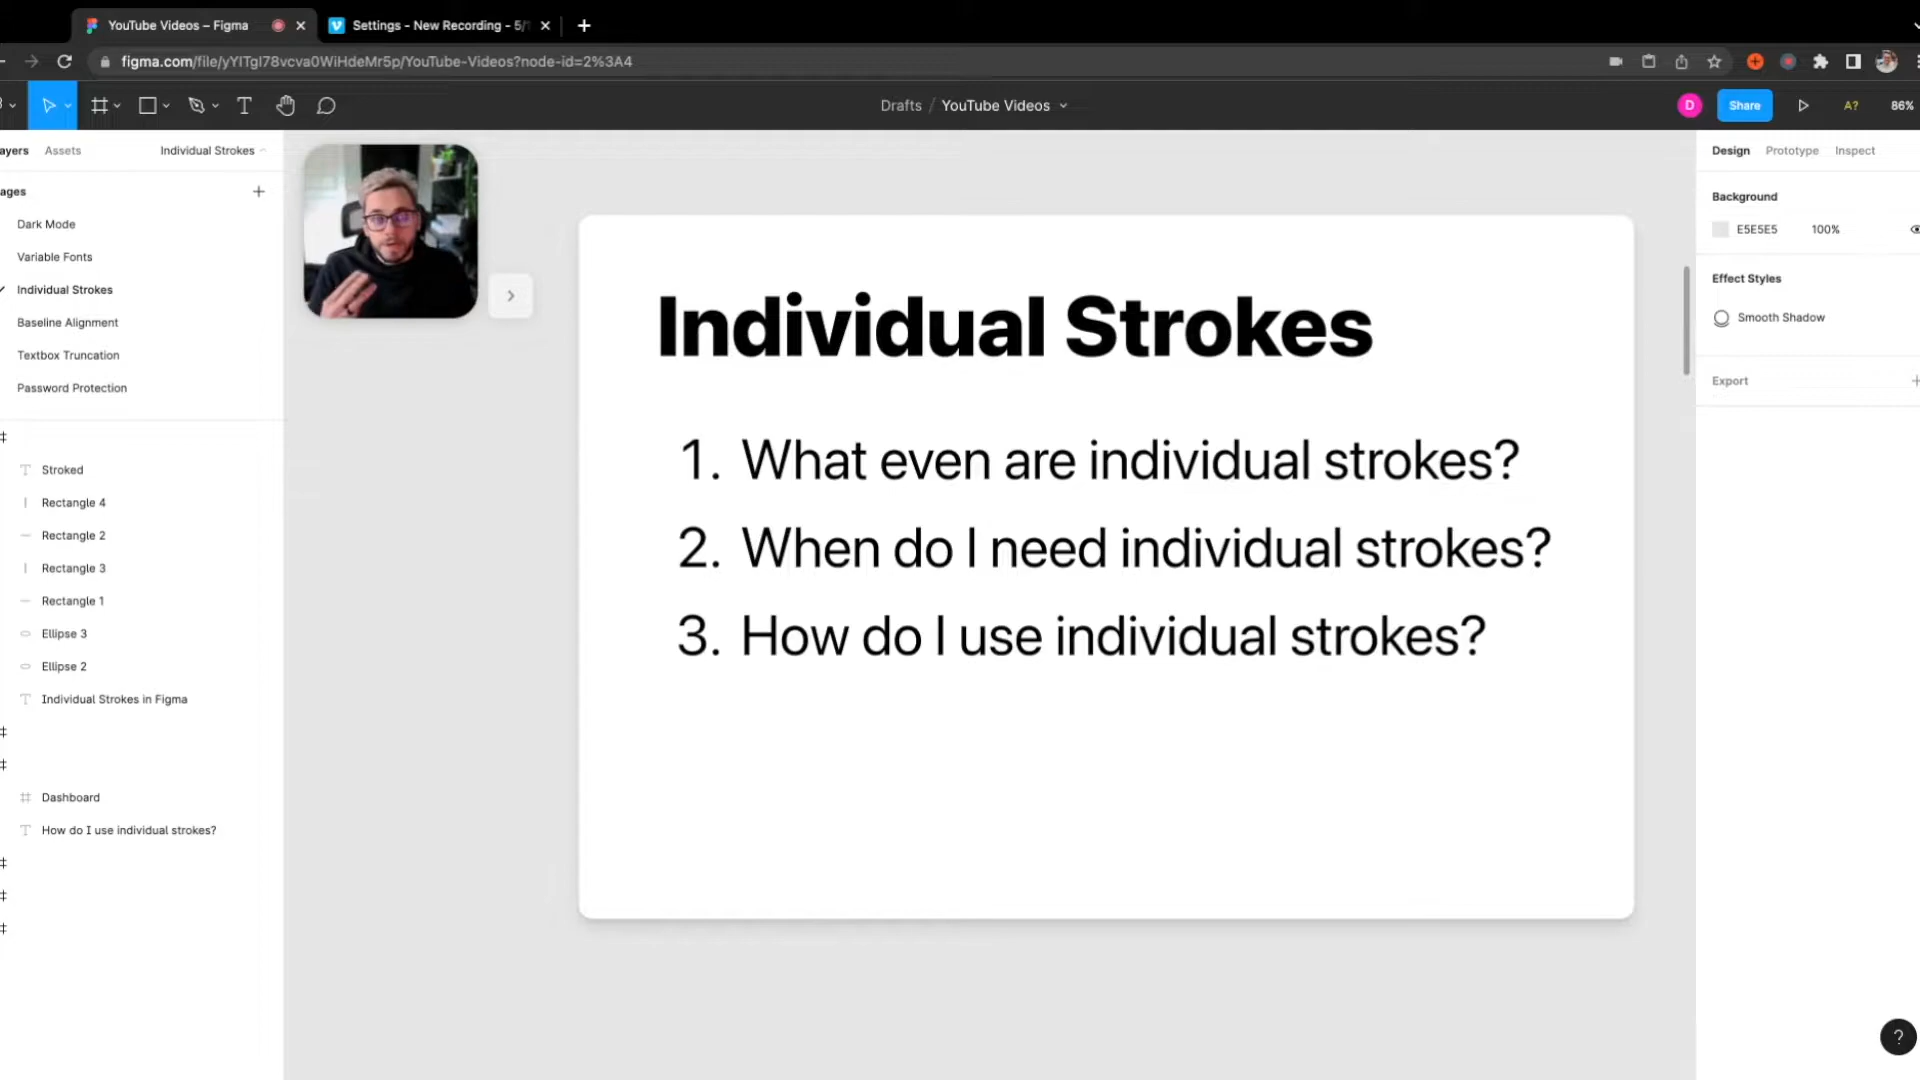 YouTube Videos – Figma
Settings - New Recording - 5/
figma.com/file/yYITgI78vcva0WiHdeMr5p/YouTube-Videos?node-id=2%3A4
Drafts / YouTube Videos
D
Share
A?
86%
ayers
Assets
Individual Strokes
ages
Dark Mode
Variable Fonts
Individual Strokes
Baseline Alignment
Textbox Truncation
Password Protection
Stroked
Rectangle 4
Rectangle 2
Rectangle 3
Rectangle 1
Ellipse 3
Ellipse 2
Individual Strokes in Figma
Dashboard
How do I use individual strokes?
Individual Strokes
1. What even are individual strokes?
2. When do I need individual strokes?
3. How do I use individual strokes?
Design
Prototype
Inspect
Background
E5E5E5
100%
Effect Styles
Smooth Shadow
Export
?